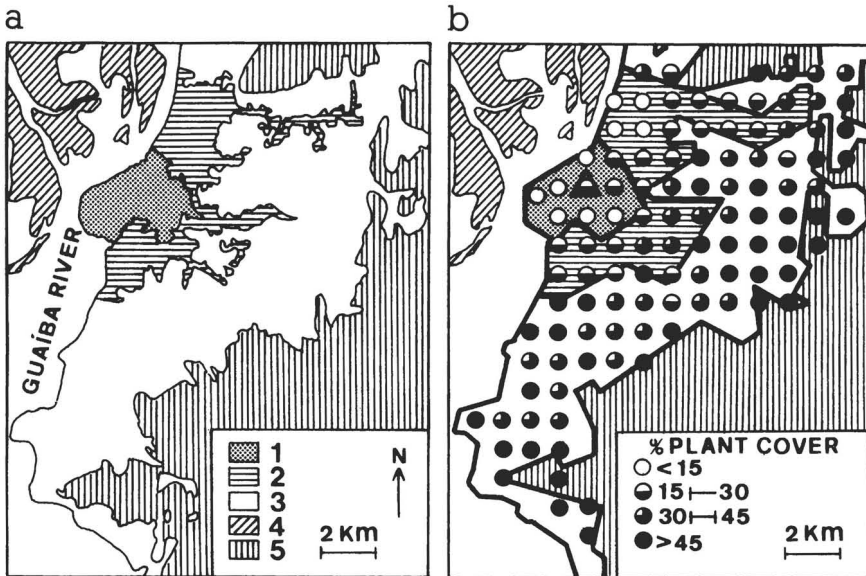 a
GUAÍBA RIVER
1
2
3
4
5
N
2 Km
b
% PLANT COVER
<15
15⊢—30
30⊢⊣45
>45
2 Km